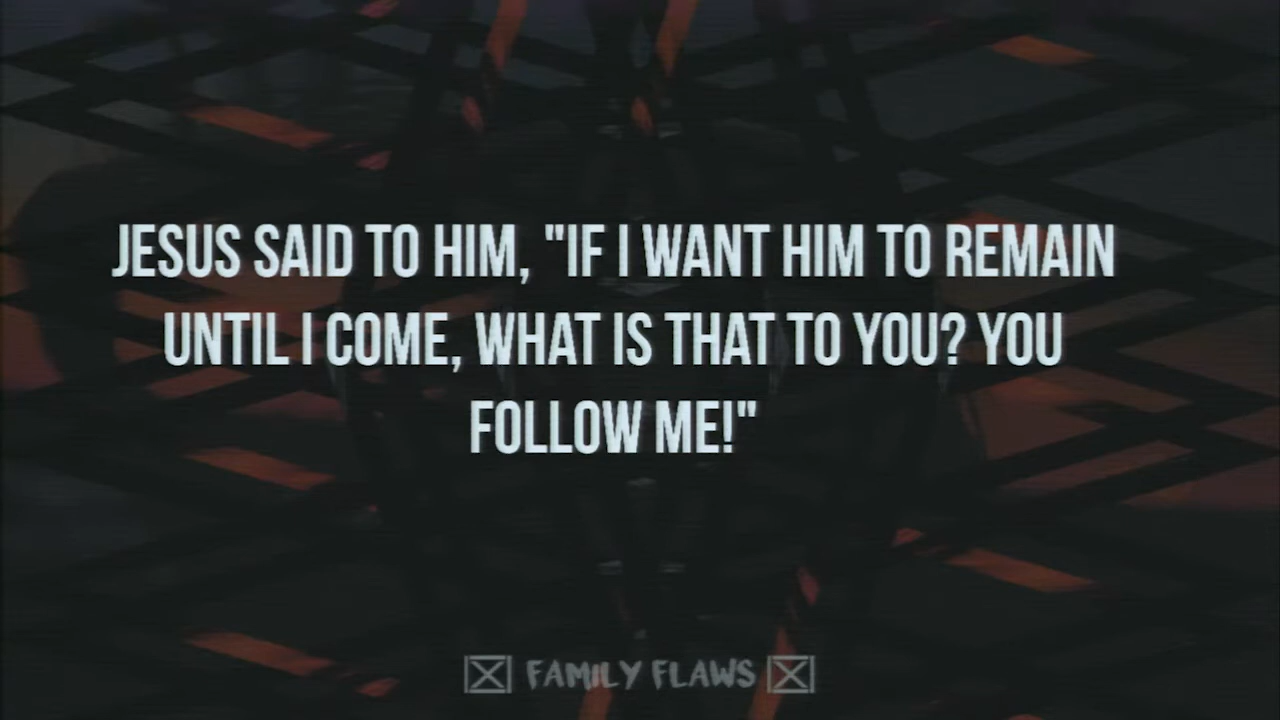 JESUS SAID TO HIM, "IF I WANT HIM TO REMAIN
UNTIL I COME, WHAT IS THAT TO YOU? YOU
FOLLOW ME!"
FAMILY FLAWS